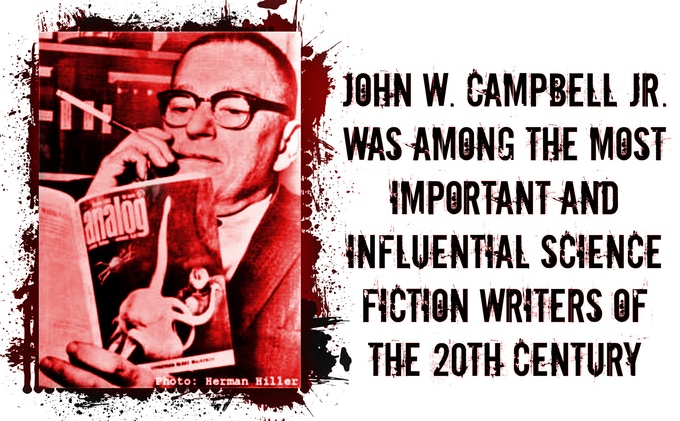 analog
Photo: Herman Hiller
JOHN W. CAMPBELL JR.
WAS AMONG THE MOST
IMPORTANT AND
INFLUENTIAL SCIENCE
FICTION WRITERS OF
THE 20TH CENTURY